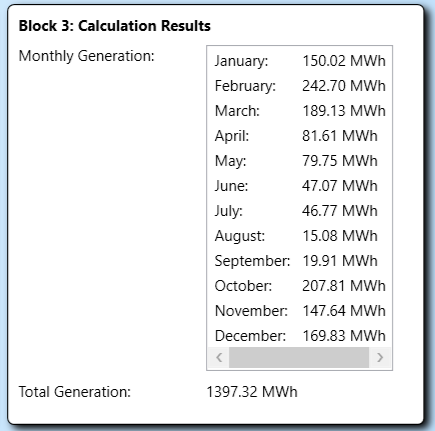 Block 3: Calculation Results
Monthly Generation:
January: 150.02 MWh
February: 242.70 MWh
March: 189.13 MWh
April: 81.61 MWh
May: 79.75 MWh
June: 47.07 MWh
July: 46.77 MWh
August: 15.08 MWh
September: 19.91 MWh
October: 207.81 MWh
November: 147.64 MWh
December: 169.83 MWh
Total Generation: 1397.32 MWh